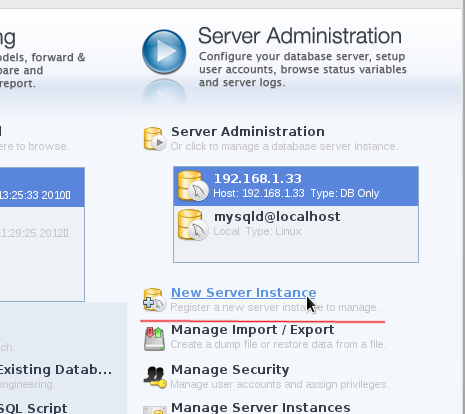 ng
odels, forward &
pare and
report.
Server Administration
Configure your database server, setup
user accounts, browse status variables
and server logs.
ere to browse.
Server Administration
Or click to manage a database server instance.
13:25:33 2010
11:29:25 2012
192.168.1.33
Host: 192.168.1.33 Type: DB Only
mysqld@localhost
Local Type: Linux
New Server Instance
Register a new server instance to manage.
Manage Import / Export
Create a dump file or restore data from a file.
ch.
Existing Datab...
engineering.
Manage Security
Manage user accounts and assign privileges.
SQL Script
Manage Server Instances